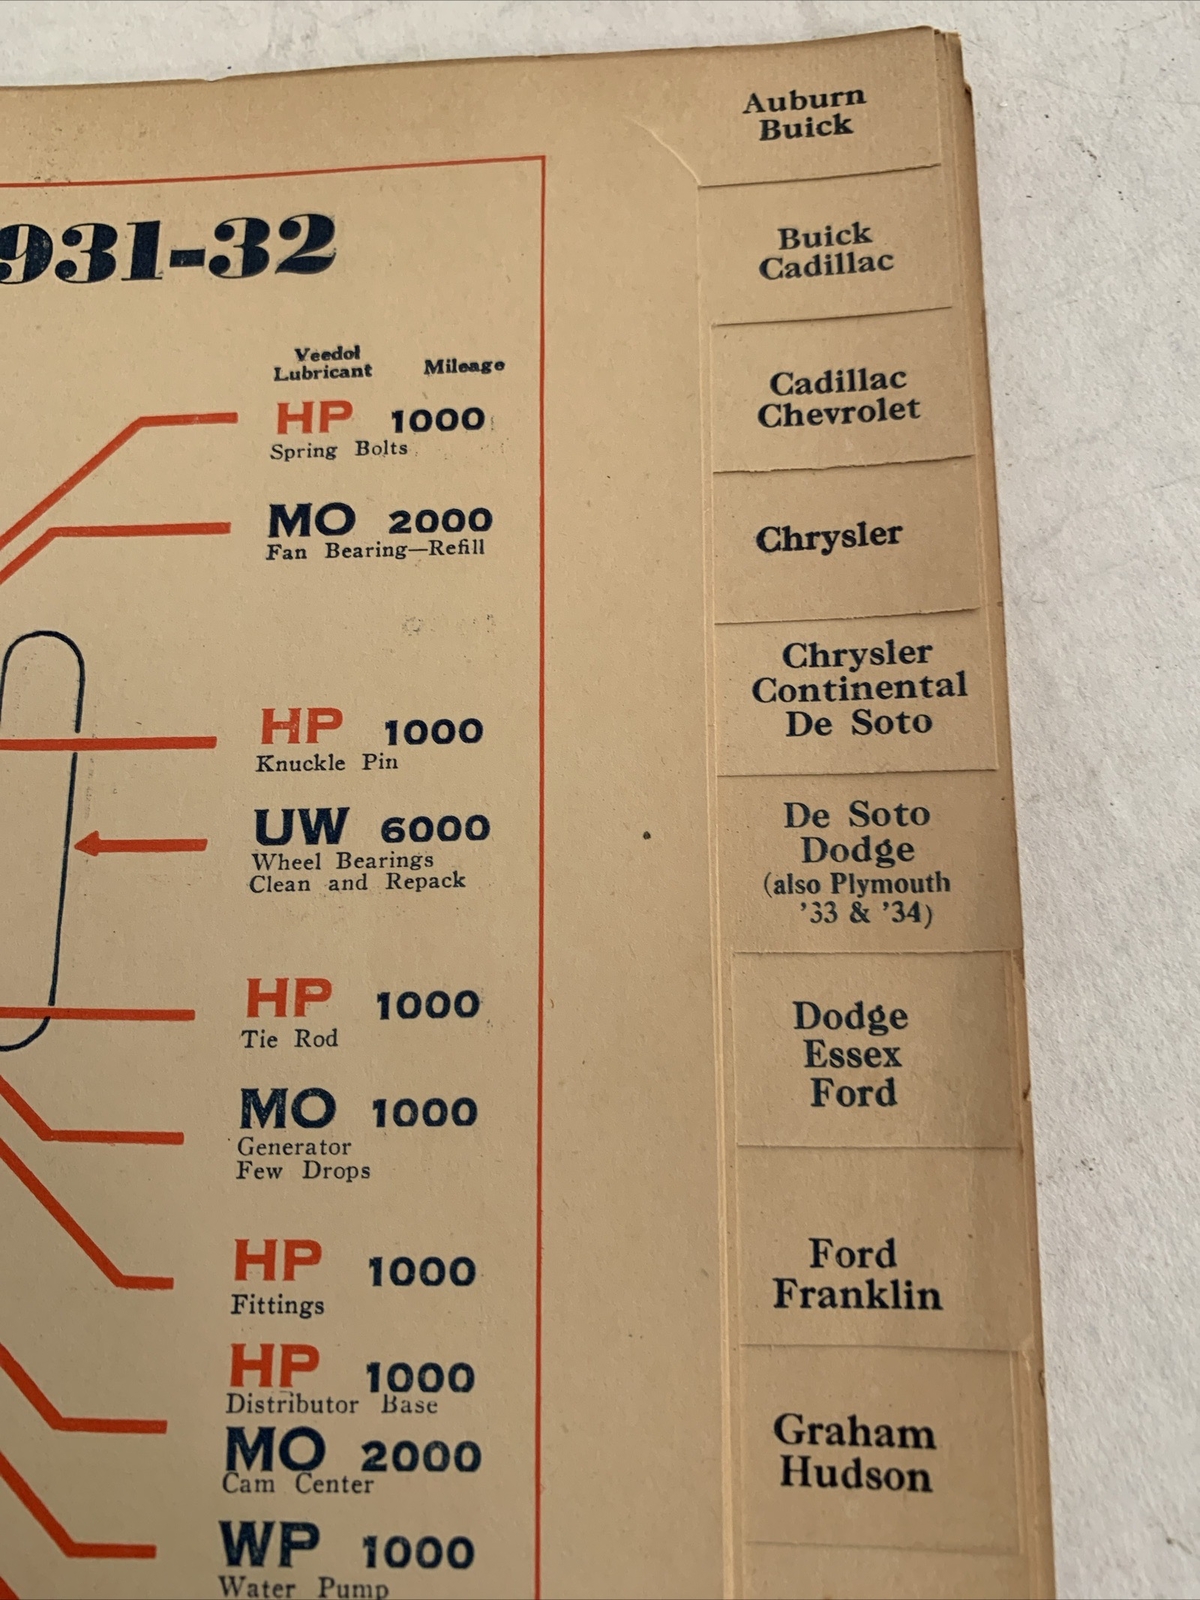 931-32
Veedol
Lubricant Mileage
HP 1000
Spring Bolts
MO 2000
Fan Bearing—Refill
HP 1000
Knuckle Pin
UW 6000
Wheel Bearings
Clean and Repack
HP 1000
Tie Rod
MO 1000
Generator
Few Drops
HP 1000
Fittings
HP 1000
Distributor Base
MO 2000
Cam Center
WP 1000
Water Pump
Auburn
Buick
Buick
Cadillac
Cadillac
Chevrolet
Chrysler
Chrysler
Continental
De Soto
De Soto
Dodge
(also Plymouth
'33 & '34)
Dodge
Essex
Ford
Ford
Franklin
Graham
Hudson